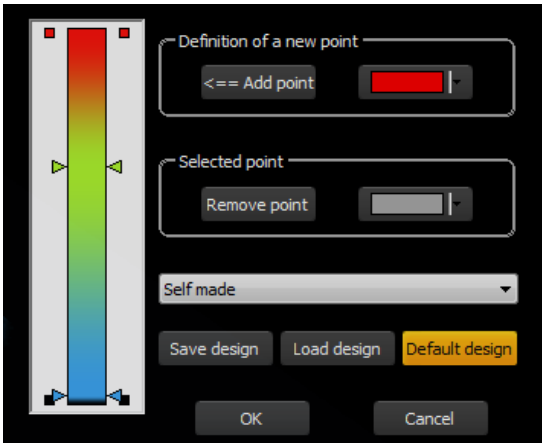 Definition of a new point
<== Add point
Selected point
Remove point
Self made
Save design
Load design
Default design
OK
Cancel